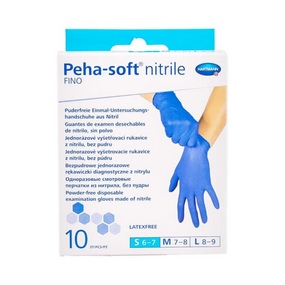 Peha-soft® nitrile
FINO
HARTMANN
Puderfreie Einmal-Untersuchungs-
handschuhe aus Nitril
Guantes de examen desechables
de nitrilo, sin polvo
Jednorázové vyšetřovací rukavice
z nitrilu, bez pudru
Jednorazové vyšetrovacie rukavice
z nitrilu, bez púdru
Bezpudrowe jednorazowe
rękawiczki diagnostyczne z nitrylu
Одноразовые смотровые
перчатки из нитрила, без пудры
Powder-free disposable
examination gloves made of nitrile
LATEXFREE
10
S 6–7 M 7–8 L 8–9